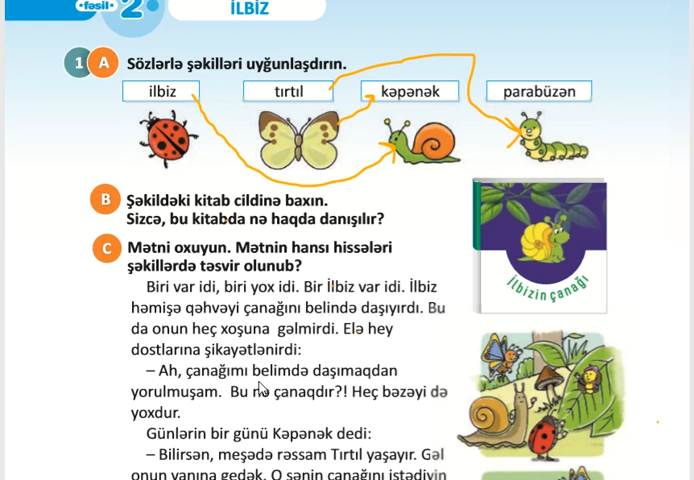 •fəsil• 2
İLBİZ
1 A Sözlərlə şəkilləri uyğunlaşdırın.
ilbiz tırtıl kəpənək parabüzən
B Şəkildəki kitab cildinə baxın.
Sizcə, bu kitabda nə haqda danışılır?
İlbizin çanağı
C Mətni oxuyun. Mətnin hansı hissələri
şəkillərdə təsvir olunub?
Biri var idi, biri yox idi. Bir İlbiz var idi. İlbiz
həmişə qəhvəyi çanağını belində daşıyırdı. Bu
da onun heç xoşuna gəlmirdi. Elə hey
dostlarına şikayətlənirdi:
– Ah, çanağımı belimdə daşımaqdan
yorulmuşam. Bu nə çanaqdır?! Heç bəzəyi də
yoxdur.
Günlərin bir günü Kəpənək dedi:
– Bilirsən, meşədə rəssam Tırtıl yaşayır. Gəl
onun yanına gedək. O sənin çanağını istədiyin